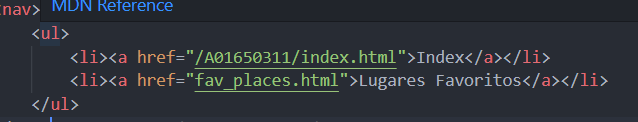 <nav> MDN Reference
<ul>
<li><a href="/A01650311/index.html">Index</a></li>
<li><a href="fav_places.html">Lugares Favoritos</a></li>
</ul>